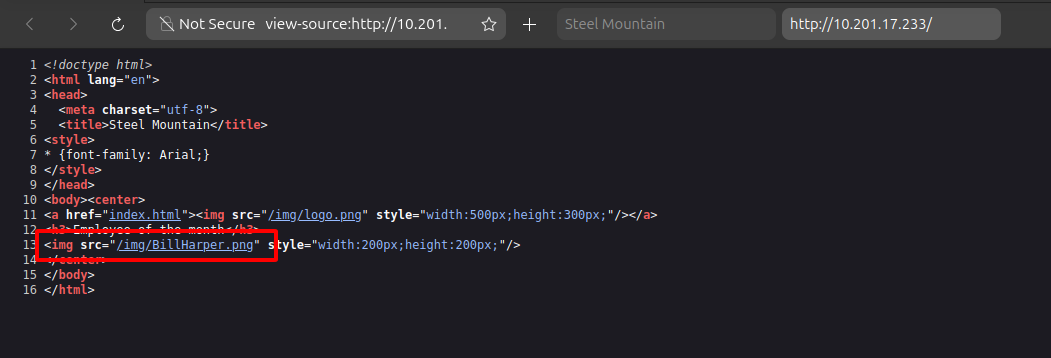 Not Secure view-source:http://10.201. Steel Mountain http://10.201.17.233/
1 <!doctype html>
2 <html lang="en">
3 <head>
4 <meta charset="utf-8">
5 <title>Steel Mountain</title>
6 <style>
7 * {font-family: Arial;}
8 </style>
9 </head>
10 <body><center>
11 <a href="index.html"><img src="/img/logo.png" style="width:500px;height:300px;"/></a>
12 <h3>Employee of the month</h3>
13 <img src="/img/BillHarper.png" style="width:200px;height:200px;"/>
14 </center>
15 </body>
16 </html>